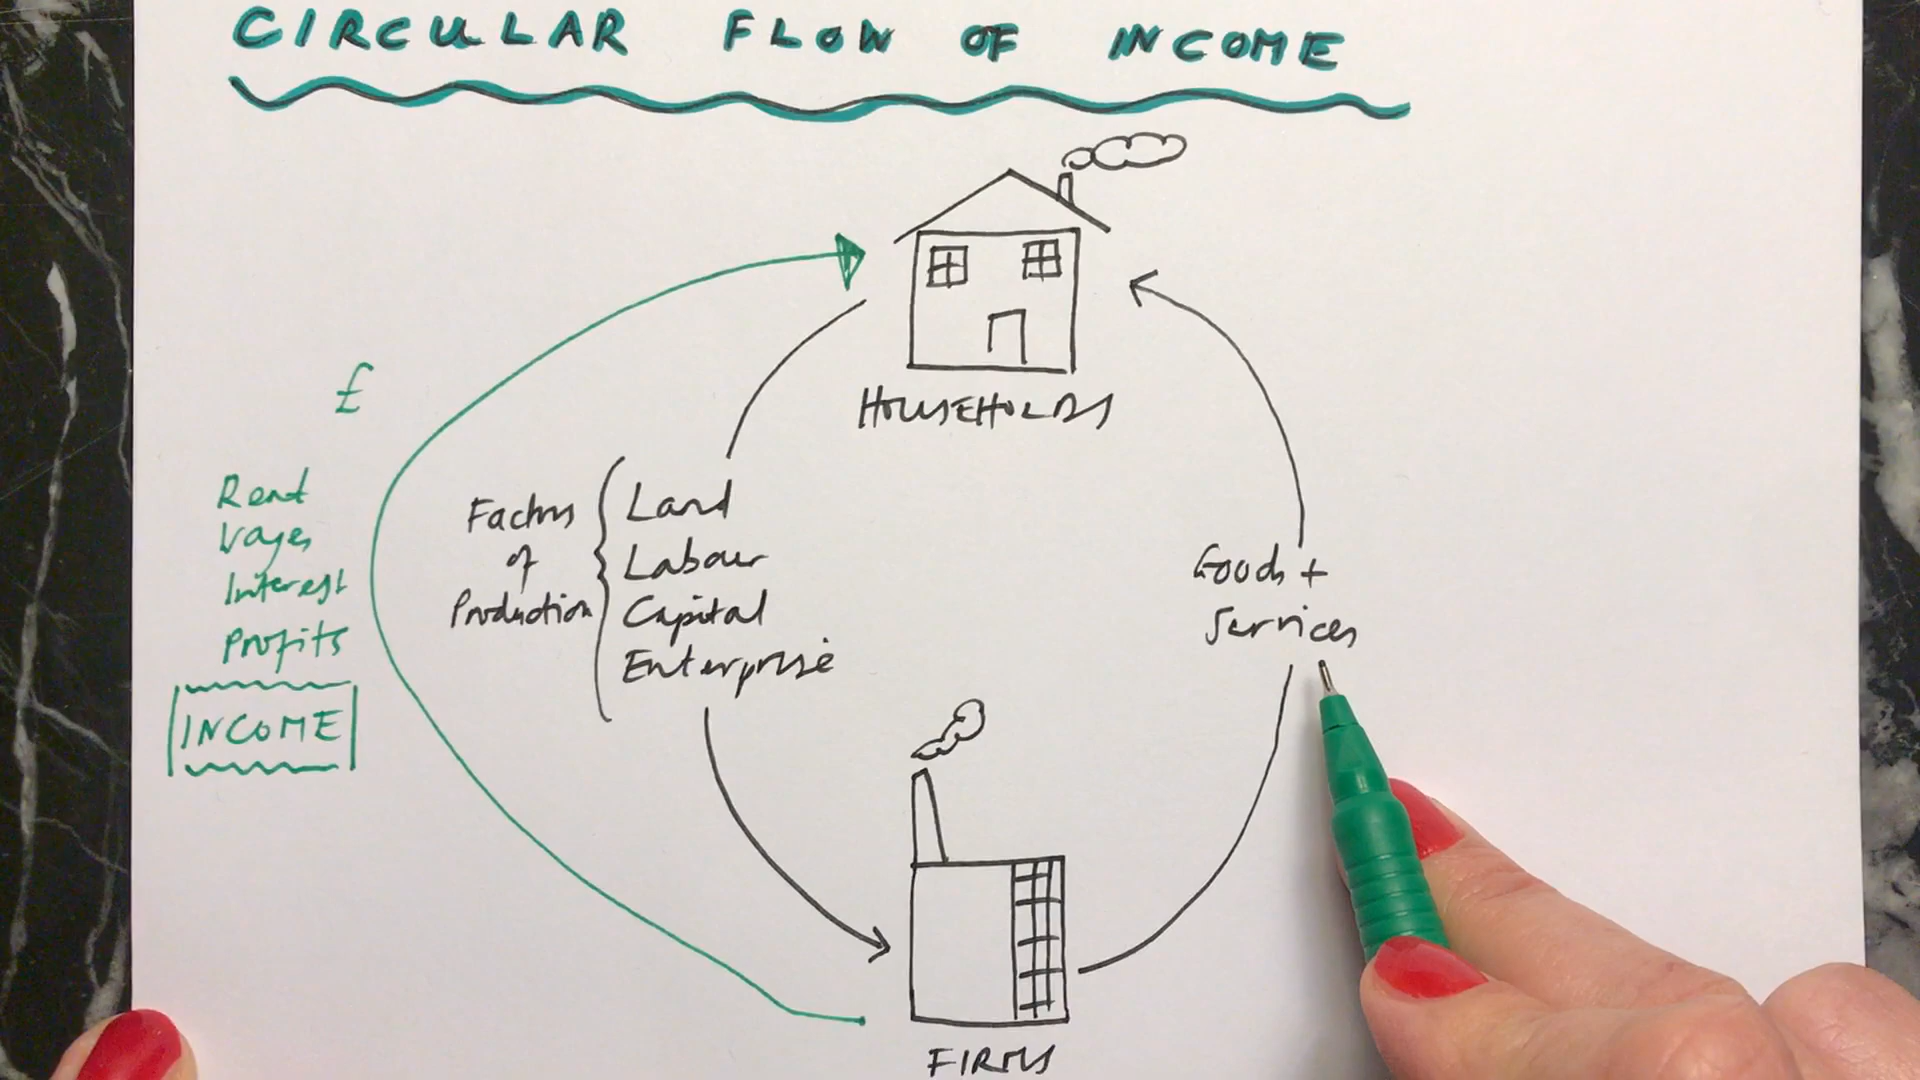 CIRCULAR FLOW OF INCOME
HOUSEHOLDS
£
Rent
Wages
Interest
Profits
INCOME
Factors
of
Production
Land
Labour
Capital
Enterprise
Goods +
Services
FIRMS